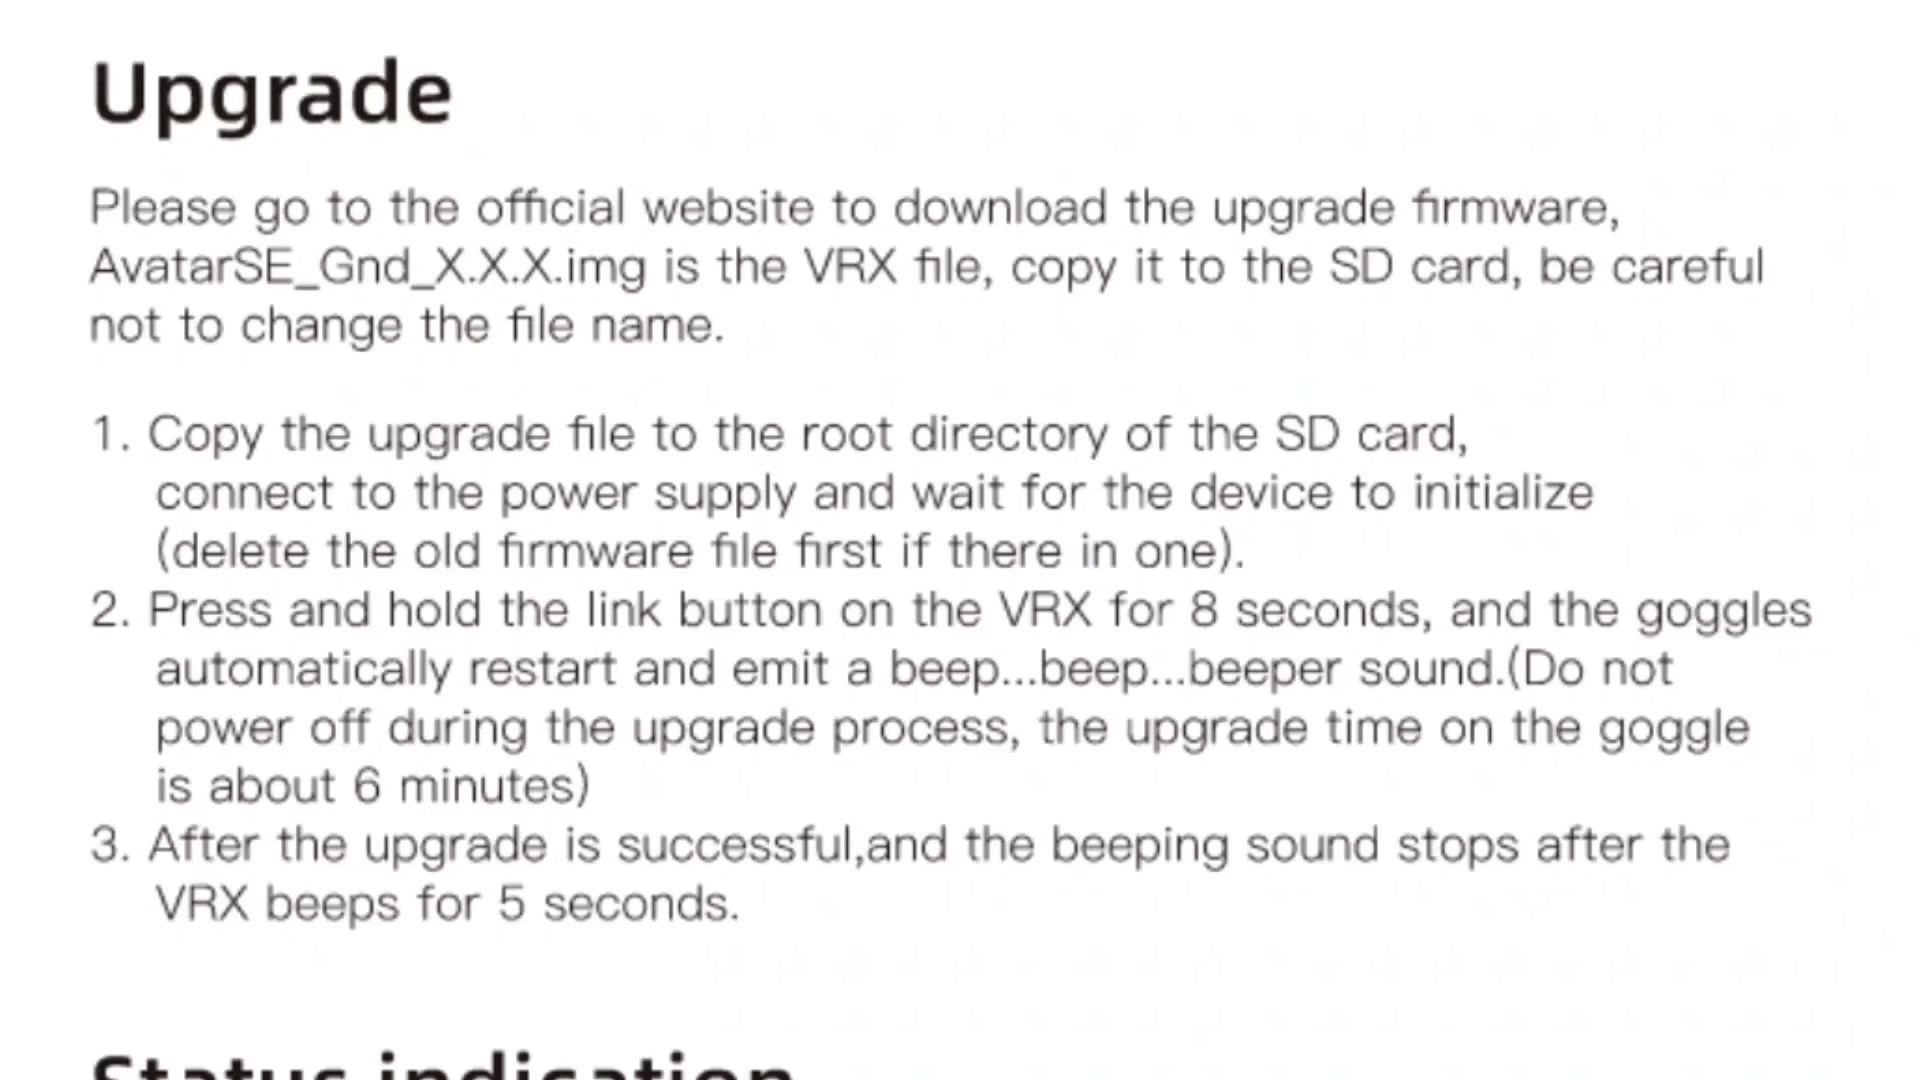 Upgrade
Please go to the official website to download the upgrade firmware,
AvatarSE_Gnd_X.X.X.img is the VRX file, copy it to the SD card, be careful
not to change the file name.
1. Copy the upgrade file to the root directory of the SD card,
connect to the power supply and wait for the device to initialize
(delete the old firmware file first if there in one).
2. Press and hold the link button on the VRX for 8 seconds, and the goggles
automatically restart and emit a beep...beep...beeper sound.(Do not
power off during the upgrade process, the upgrade time on the goggle
is about 6 minutes)
3. After the upgrade is successful,and the beeping sound stops after the
VRX beeps for 5 seconds.
Status indication